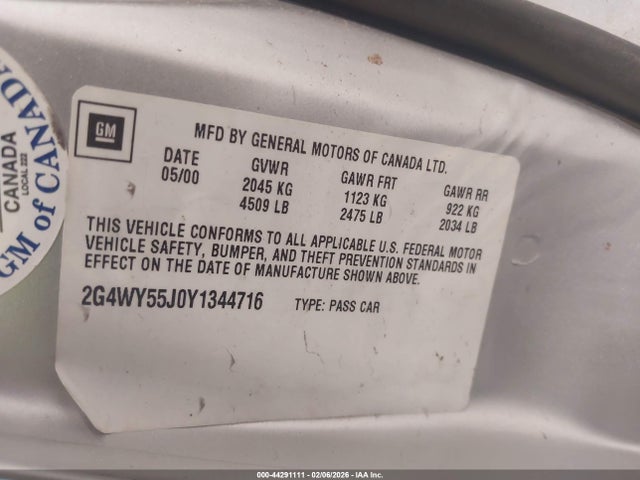 GM
MFD BY GENERAL MOTORS OF CANADA LTD.
DATE GVWR GAWR FRT GAWR RR
05/00 2045 KG 1123 KG 922 KG
4509 LB 2475 LB 2034 LB
THIS VEHICLE CONFORMS TO ALL APPLICABLE U.S. FEDERAL MOTOR
VEHICLE SAFETY, BUMPER, AND THEFT PREVENTION STANDARDS IN
EFFECT ON THE DATE OF MANUFACTURE SHOWN ABOVE.
2G4WY55J0Y1344716 TYPE: PASS CAR
CANADA
LOCAL 222
GM of CANADA
000-44291111 - 02/06/2026 - IAA Inc.